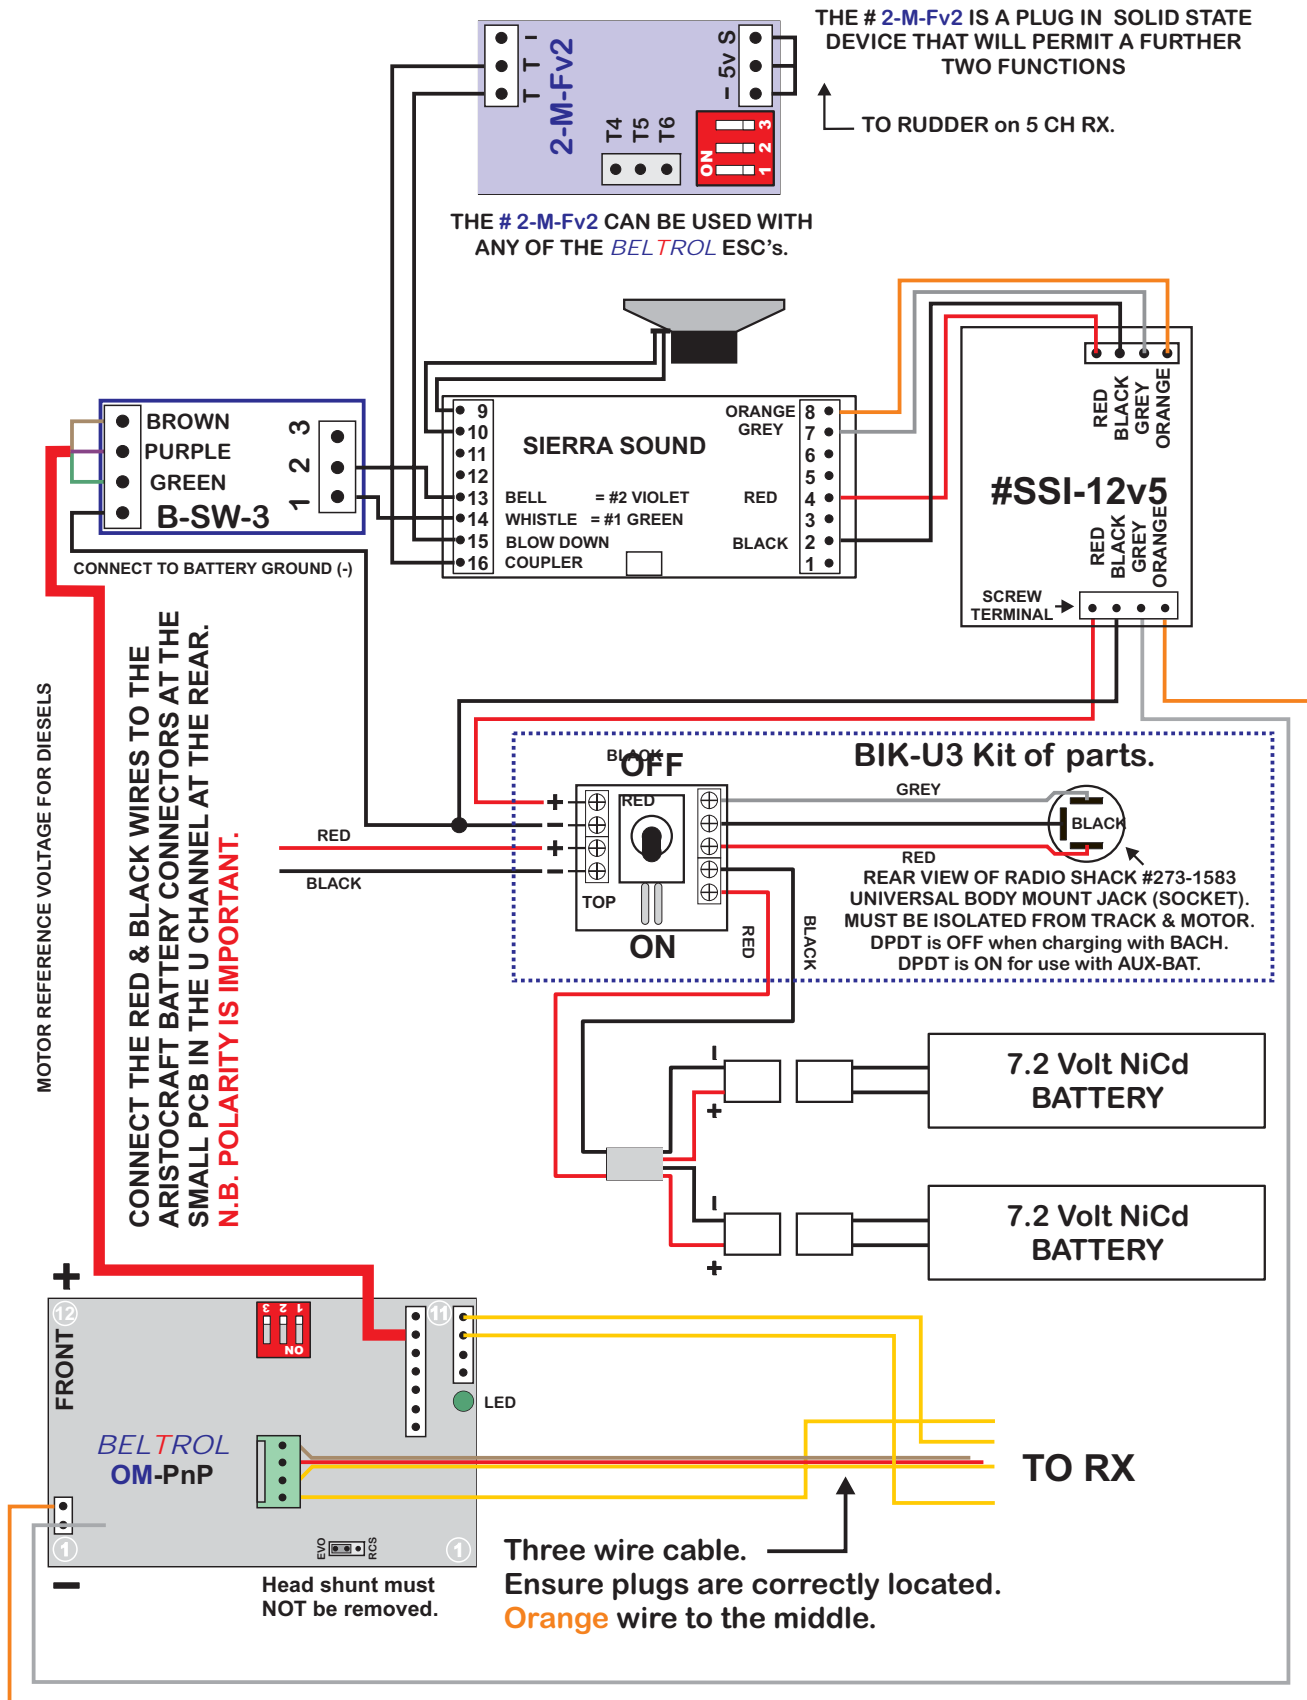 THE # 2-M-Fv2 IS A PLUG IN SOLID STATE
DEVICE THAT WILL PERMIT A FURTHER
TWO FUNCTIONS
TO RUDDER on 5 CH RX.
T T –
2-M-Fv2
– 5v S
T4
T5
T6
ON
1 2 3
THE # 2-M-Fv2 CAN BE USED WITH
ANY OF THE BELTROL ESC's.
BROWN
PURPLE
GREEN
B-SW-3
1 2 3
CONNECT TO BATTERY GROUND (-)
SIERRA SOUND
9
10
11
12
13 BELL = #2 VIOLET
14 WHISTLE = #1 GREEN
15 BLOW DOWN
16 COUPLER
ORANGE 8
GREY 7
6
5
RED 4
3
BLACK 2
1
RED
BLACK
GREY
ORANGE
#SSI-12v5
RED
BLACK
GREY
ORANGE
SCREW
TERMINAL
MOTOR REFERENCE VOLTAGE FOR DIESELS
CONNECT THE RED & BLACK WIRES TO THE
ARISTOCRAFT BATTERY CONNECTORS AT THE
SMALL PCB IN THE U CHANNEL AT THE REAR.
N.B. POLARITY IS IMPORTANT.
BIK-U3 Kit of parts.
BLACK
OFF
RED
+
–
+
–
RED
BLACK
TOP
ON
GREY
BLACK
RED
RED
BLACK
REAR VIEW OF RADIO SHACK #273-1583
UNIVERSAL BODY MOUNT JACK (SOCKET).
MUST BE ISOLATED FROM TRACK & MOTOR.
DPDT is OFF when charging with BACH.
DPDT is ON for use with AUX-BAT.
–
+
7.2 Volt NiCd
BATTERY
–
+
7.2 Volt NiCd
BATTERY
+
12
FRONT
3 2 1
ON
11
LED
BELTROL
OM-PnP
1
–
EVO
RCS
1
Head shunt must
NOT be removed.
TO RX
Three wire cable.
Ensure plugs are correctly located.
Orange wire to the middle.